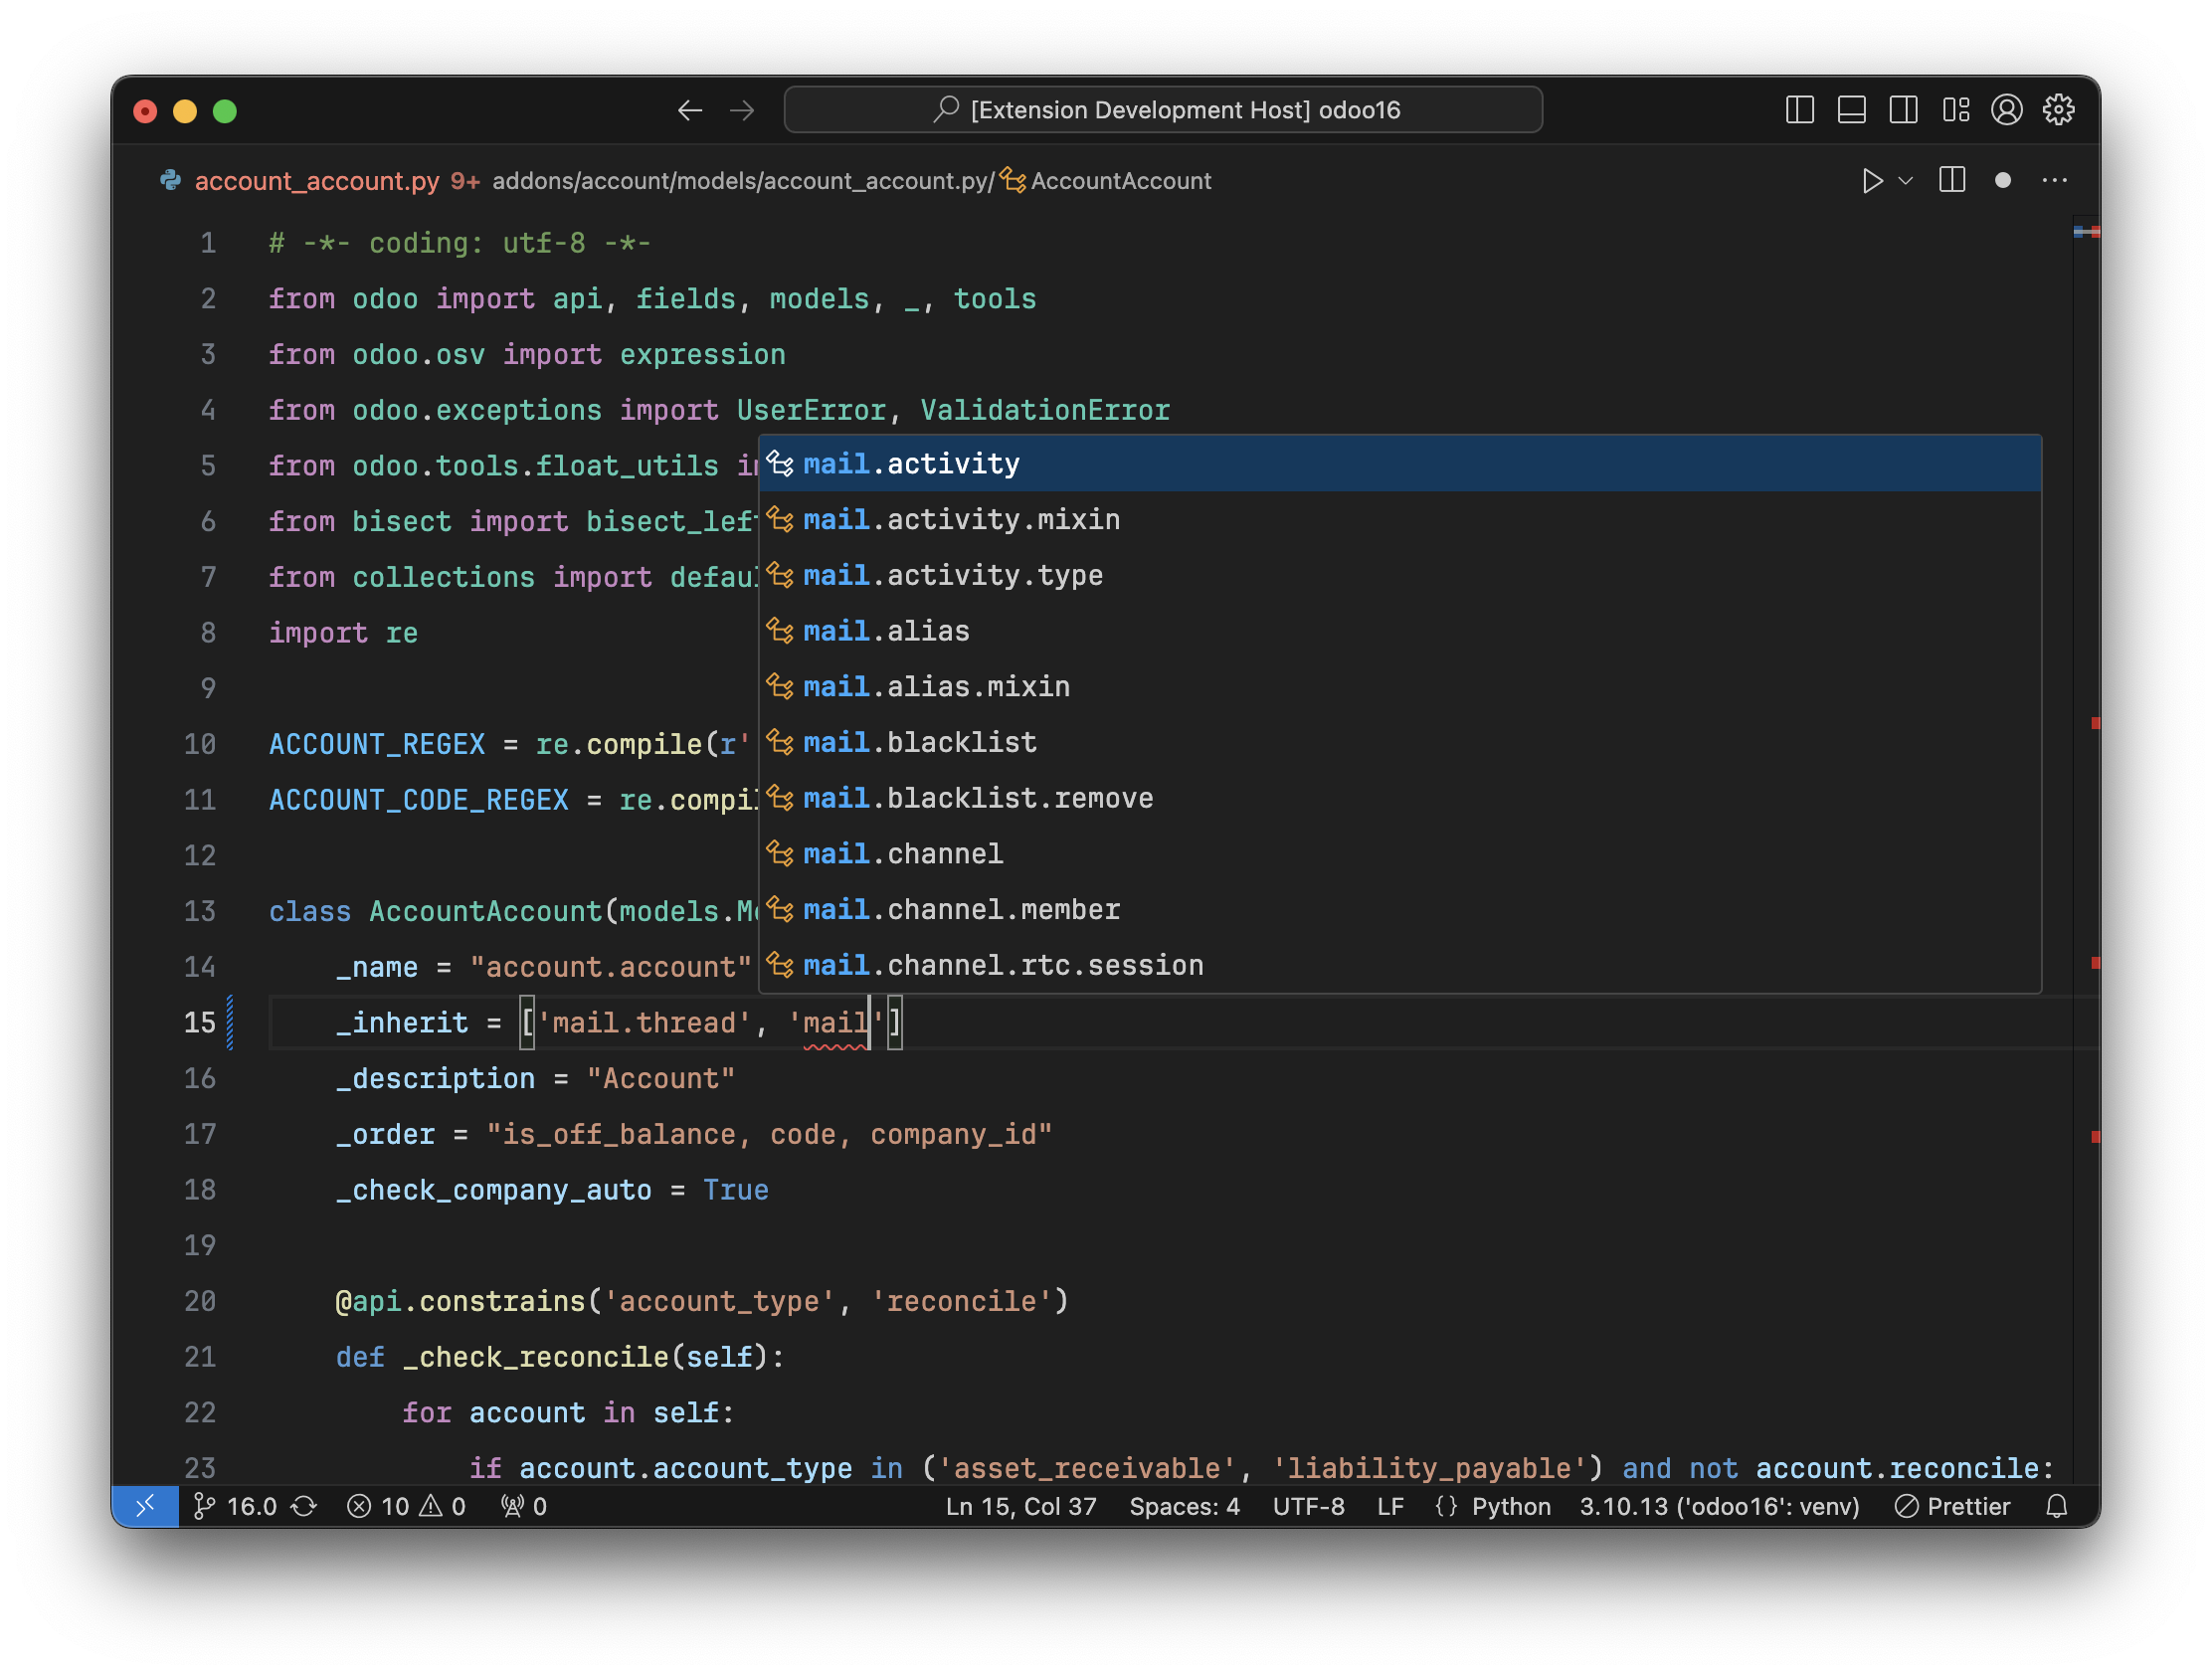 [Extension Development Host] odoo16
account_account.py 9+ addons/account/models/account_account.py/ AccountAccount
1 # -*- coding: utf-8 -*-
2 from odoo import api, fields, models, _, tools
3 from odoo.osv import expression
4 from odoo.exceptions import UserError, ValidationError
5 from odoo.tools.float_utils
6 from bisect import
7 from collections import
8 import re
9
10 ACCOUNT_REGEX = re.compile(r'
11 ACCOUNT_CODE_REGEX =
12
13 class AccountAccount(
14 _name = "account.account"
mail.activity
mail.activity.mixin
mail.activity.type
mail.alias
mail.alias.mixin
mail.blacklist
mail.blacklist.remove
mail.channel
mail.channel.member
mail.channel.rtc.session
15 _inherit = ['mail.thread', 'mail']
16 _description = "Account"
17 _order = "is_off_balance, code, company_id"
18 _check_company_auto = True
19
20 @api.constrains('account_type', 'reconcile')
21 def _check_reconcile(self):
22 for account in self:
23 if account.account_type in ('asset_receivable', 'liability_payable') and not account.reconcile:
16.0 10 0 0 Ln 15, Col 37 Spaces: 4 UTF-8 LF {} Python 3.10.13 ('odoo16': venv) Prettier